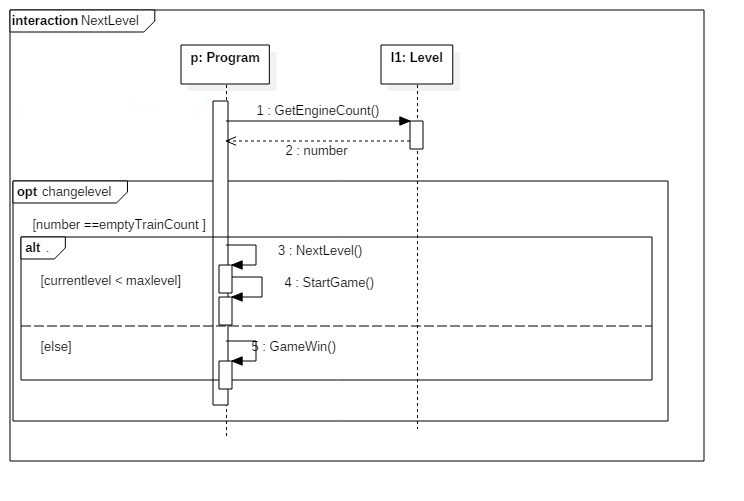 interaction NextLevel
p: Program
l1: Level
1 : GetEngineCount()
2 : number
opt changelevel
[number ==emptyTrainCount ]
alt .
3 : NextLevel()
[currentlevel < maxlevel]
4 : StartGame()
[else]
5 : GameWin()